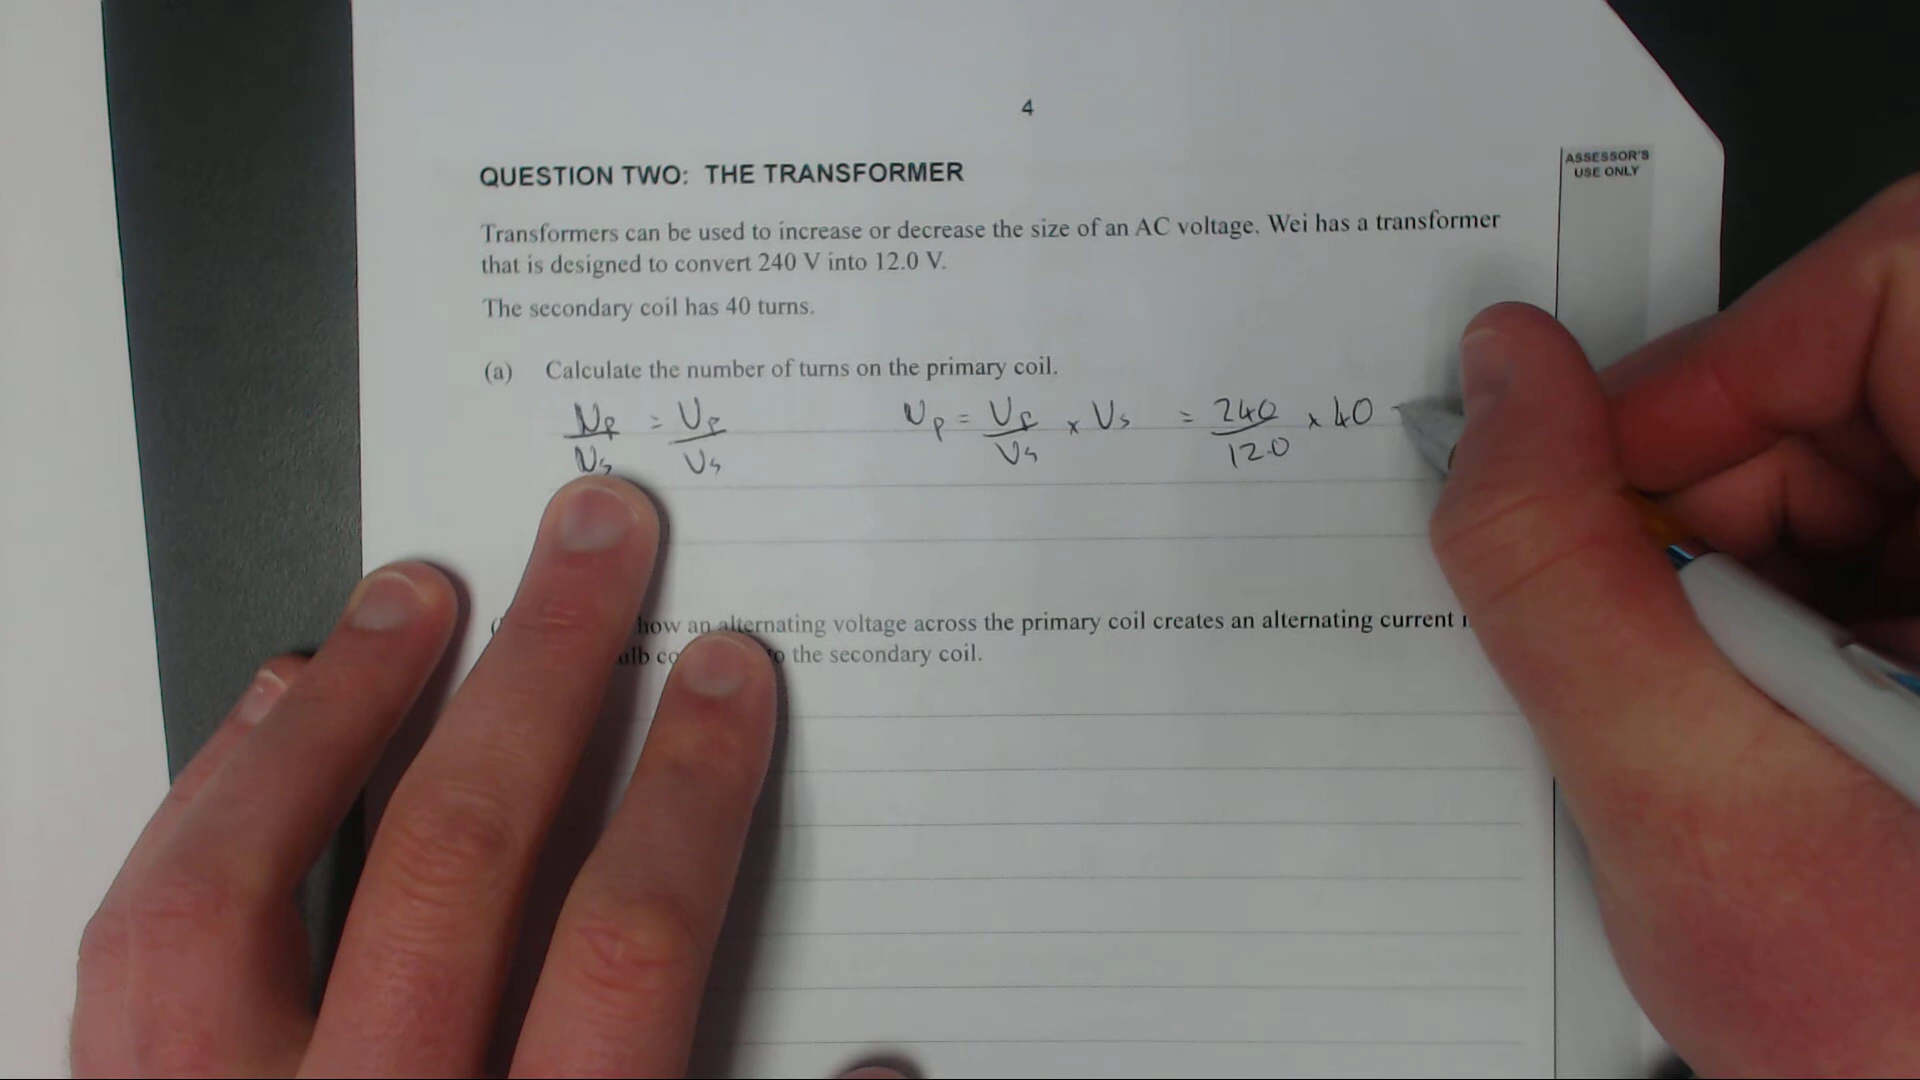 4
ASSESSOR'S
USE ONLY
QUESTION TWO: THE TRANSFORMER
Transformers can be used to increase or decrease the size of an AC voltage. Wei has a transformer
that is designed to convert 240 V into 12.0 V.
The secondary coil has 40 turns.
(a) Calculate the number of turns on the primary coil.
Np/Ns = Vp/Vs Np = Vp/Vs x Ns = 240/12.0 x 40
how an alternating voltage across the primary coil creates an alternating current
the secondary coil.